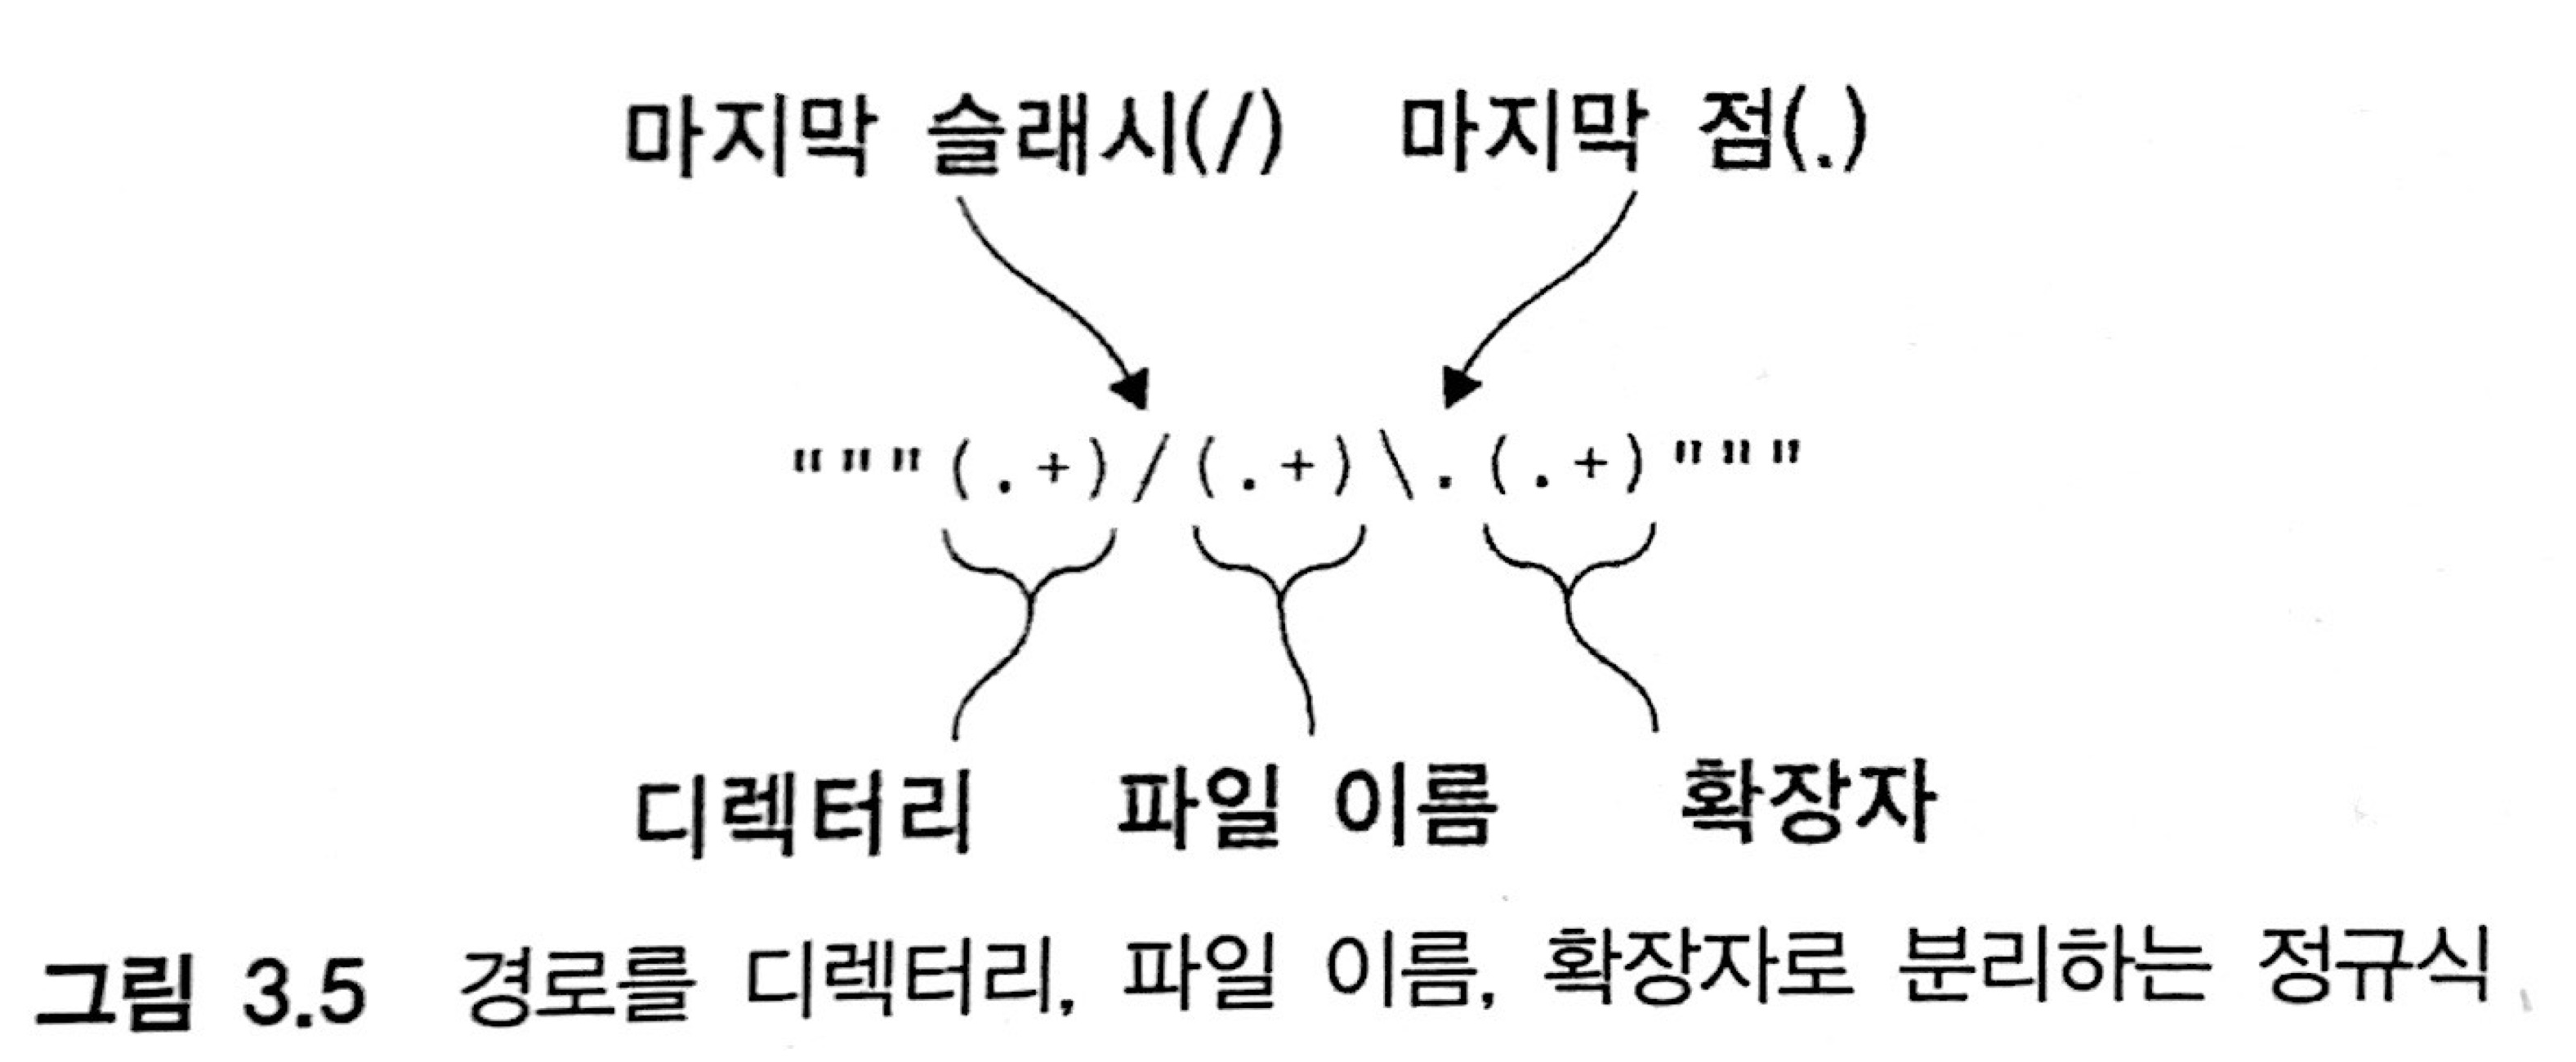 마지막 슬래시(/) 마지막 점(.)
"""(.+)/(.+)\.(.+)"""
디렉터리 파일 이름 확장자
그림 3.5 경로를 디렉터리, 파일 이름, 확장자로 분리하는 정규식